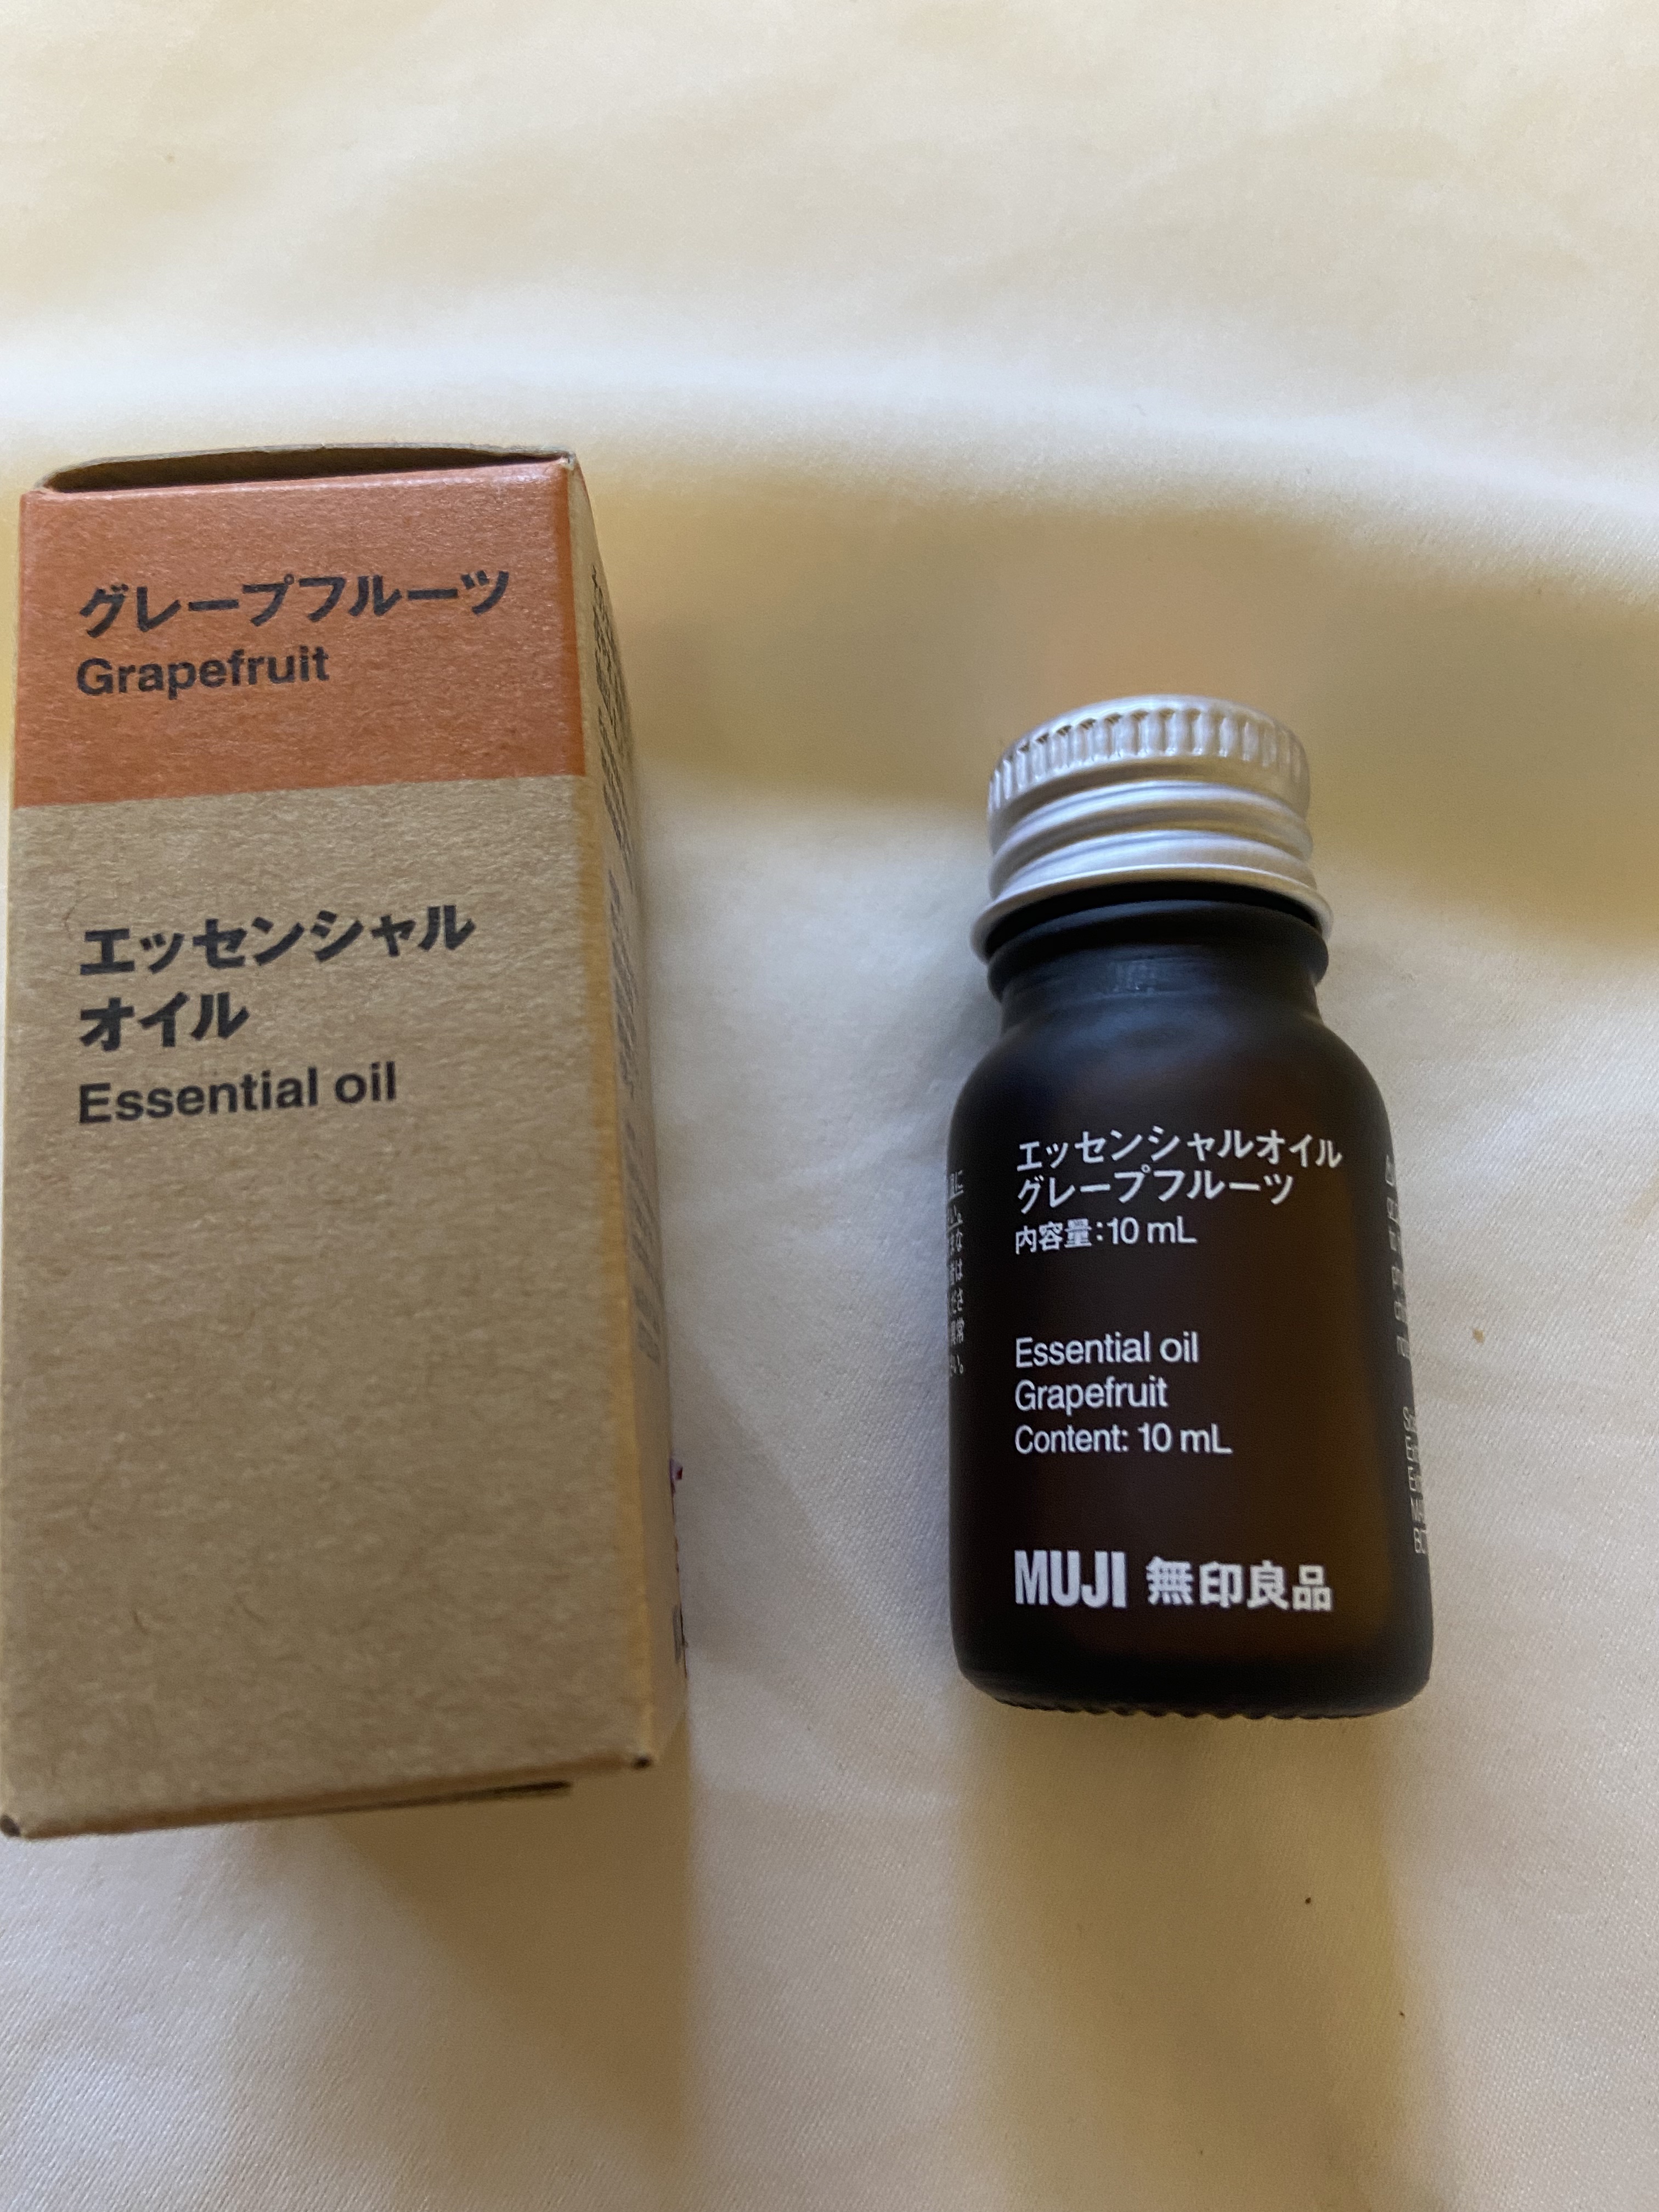 グレープフルーツ
Grapefruit
エッセンシャル
オイル
Essential oil
エッセンシャルオイル
グレープフルーツ
内容量:10 mL
Essential oil
Grapefruit
Content: 10 mL
MUJI 無印良品